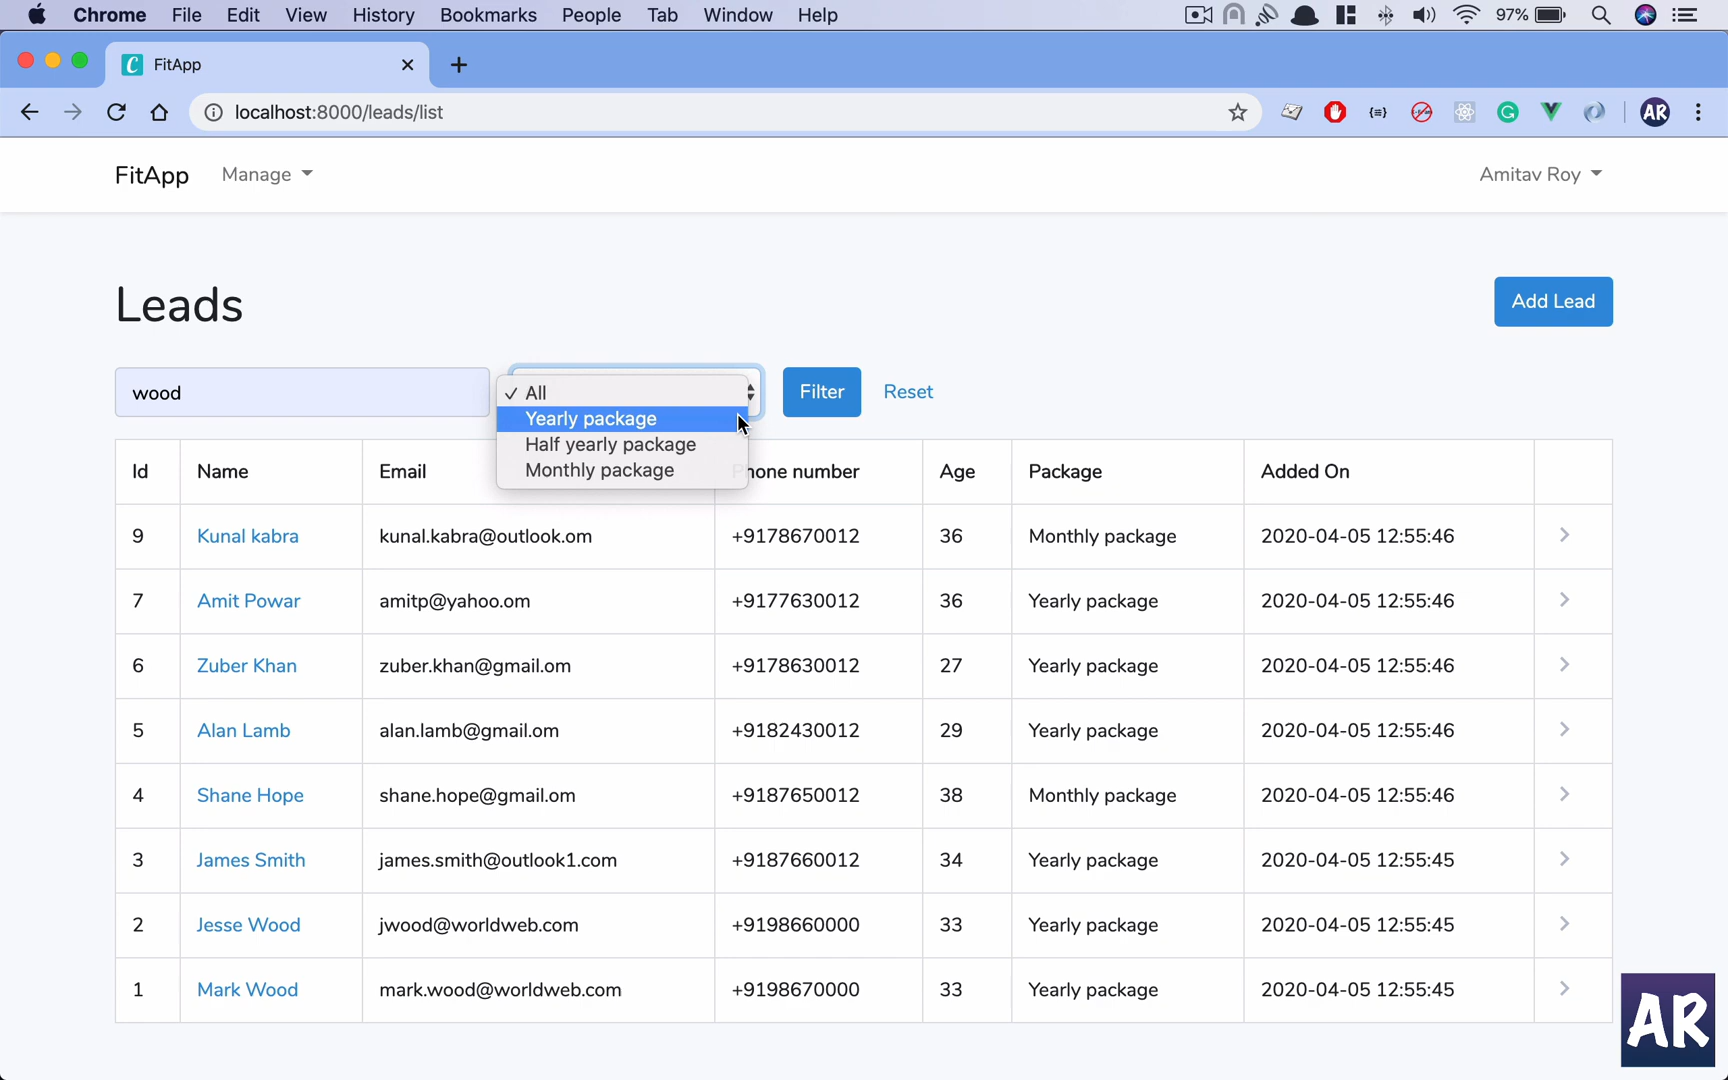 Chrome File Edit View History Bookmarks People Tab Window Help 97%
FitApp
localhost:8000/leads/list AR
FitApp Manage Amitav Roy
Leads Add Lead
wood ✓ All Filter Reset
Yearly package
Half yearly package
Monthly package
Id Name Email hone number Age Package Added On
9 Kunal kabra kunal.kabra@outlook.om +9178670012 36 Monthly package 2020-04-05 12:55:46
7 Amit Powar amitp@yahoo.om +9177630012 36 Yearly package 2020-04-05 12:55:46
6 Zuber Khan zuber.khan@gmail.om +9178630012 27 Yearly package 2020-04-05 12:55:46
5 Alan Lamb alan.lamb@gmail.om +9182430012 29 Yearly package 2020-04-05 12:55:46
4 Shane Hope shane.hope@gmail.om +9187650012 38 Monthly package 2020-04-05 12:55:46
3 James Smith james.smith@outlook1.com +9187660012 34 Yearly package 2020-04-05 12:55:45
2 Jesse Wood jwood@worldweb.com +9198660000 33 Yearly package 2020-04-05 12:55:45
1 Mark Wood mark.wood@worldweb.com +9198670000 33 Yearly package 2020-04-05 12:55:45
AR